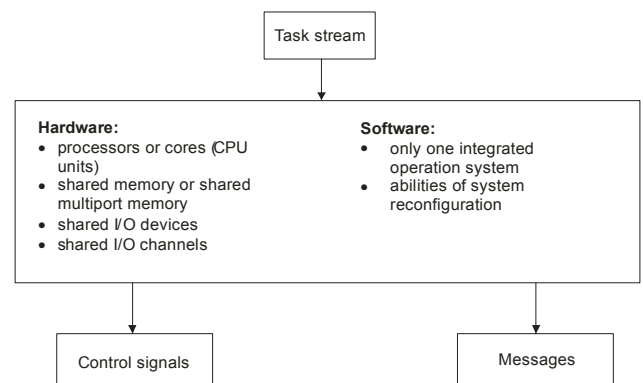 Task stream
Hardware:
• processors or cores (CPU
units)
• shared memory or shared
multiport memory
• shared I/O devices
• shared I/O channels
Software:
• only one integrated
operation system
• abilities of system
reconfiguration
Control signals
Messages